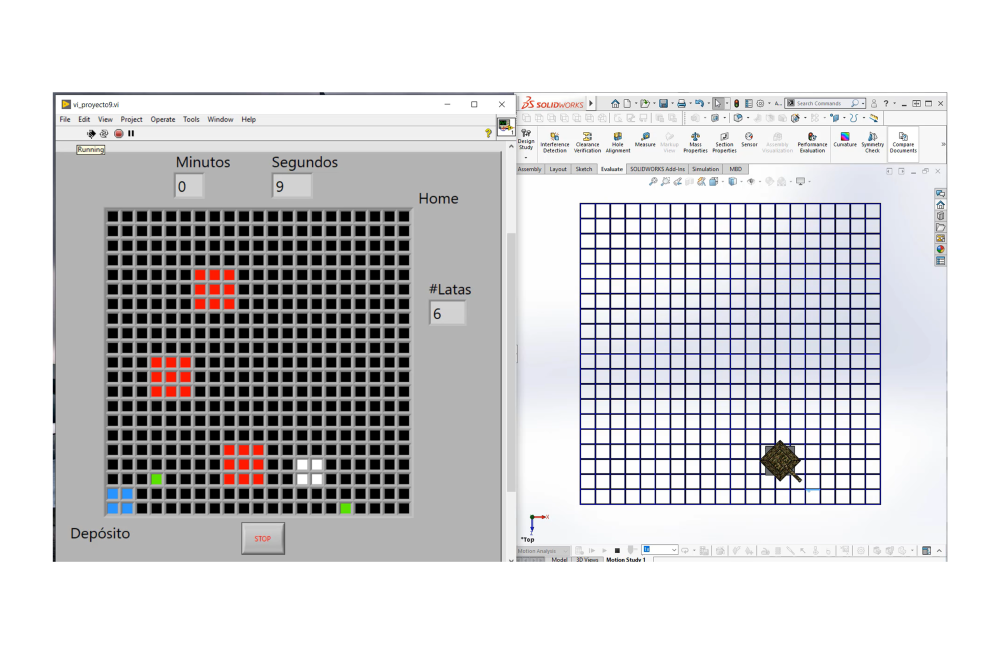 vi_proyecto9.vi
File Edit View Project Operate Tools Window Help
Running
Minutos
Segundos
0
9
Home
#Latas
6
Depósito
STOP
SOLIDWORKS
A...
Search Commands
Design Study
Interference Detection
Clearance Verification
Hole Alignment
Measure
Markup View
Mass Properties
Section Properties
Sensor
Assembly Visualization
Performance Evaluation
Curvature
Symmetry Check
Compare Documents
Assembly Layout Sketch Evaluate SOLIDWORKS Add-Ins Simulation MBD
*Top
Motion Analysis
Model 3D Views Motion Study 1